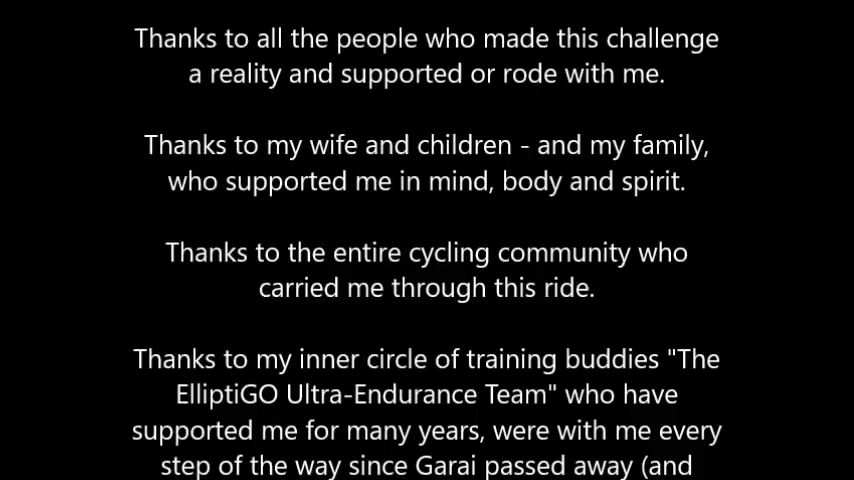 Thanks to all the people who made this challenge
a reality and supported or rode with me.
Thanks to my wife and children - and my family,
who supported me in mind, body and spirit.
Thanks to the entire cycling community who
carried me through this ride.
Thanks to my inner circle of training buddies "The
ElliptiGO Ultra-Endurance Team" who have
supported me for many years, were with me every
step of the way since Garai passed away (and